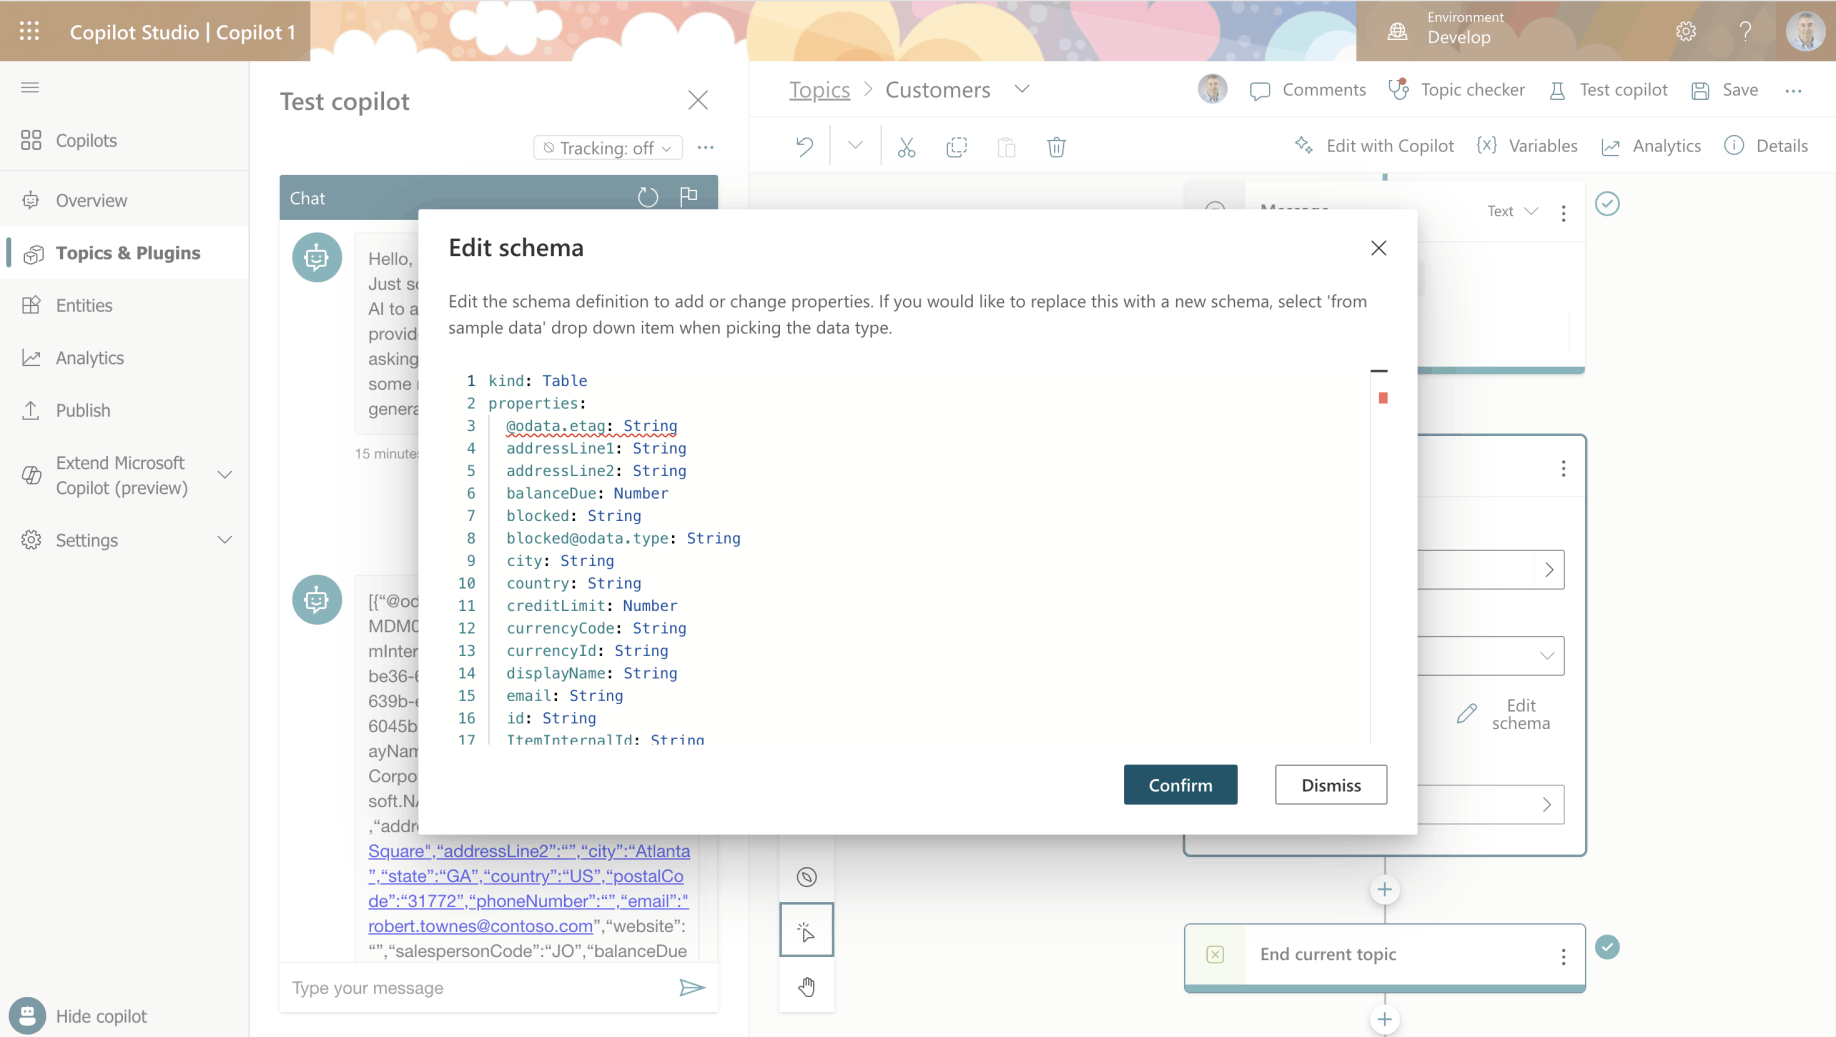 Copilot Studio | Copilot 1
Environment
Develop
Copilots
Overview
Topics & Plugins
Entities
Analytics
Publish
Extend Microsoft
Copilot (preview)
Settings
Hide copilot
Test copilot
Tracking: off
Chat
Hello,
Just
AI to a
provid
asking
some
genera
15 minutes
[{“@od
MDM0
mInter
be36-
639b-
6045b
ayNam
Corpo
soft.NA
,“addr
Square",“addressLine2”:“”,“city”:“Atlanta
”,“state”:“GA”,“country”:“US”,“postalCo
de”:“31772”,“phoneNumber”:“”,“email”:"
robert.townes@contoso.com”,“website”:
“”,“salespersonCode”:“JO”,“balanceDue
Type your message
Topics > Customers
Comments
Topic checker
Test copilot
Save
Edit with Copilot
{x} Variables
Analytics
Details
Message
Text
Edit schema
Edit the schema definition to add or change properties. If you would like to replace this with a new schema, select 'from
sample data' drop down item when picking the data type.
1 kind: Table
2 properties:
3 @odata.etag: String
4 addressLine1: String
5 addressLine2: String
6 balanceDue: Number
7 blocked: String
8 blocked@odata.type: String
9 city: String
10 country: String
11 creditLimit: Number
12 currencyCode: String
13 currencyId: String
14 displayName: String
15 email: String
16 id: String
17 ItemInternalId: String
Confirm
Dismiss
Edit
schema
End current topic